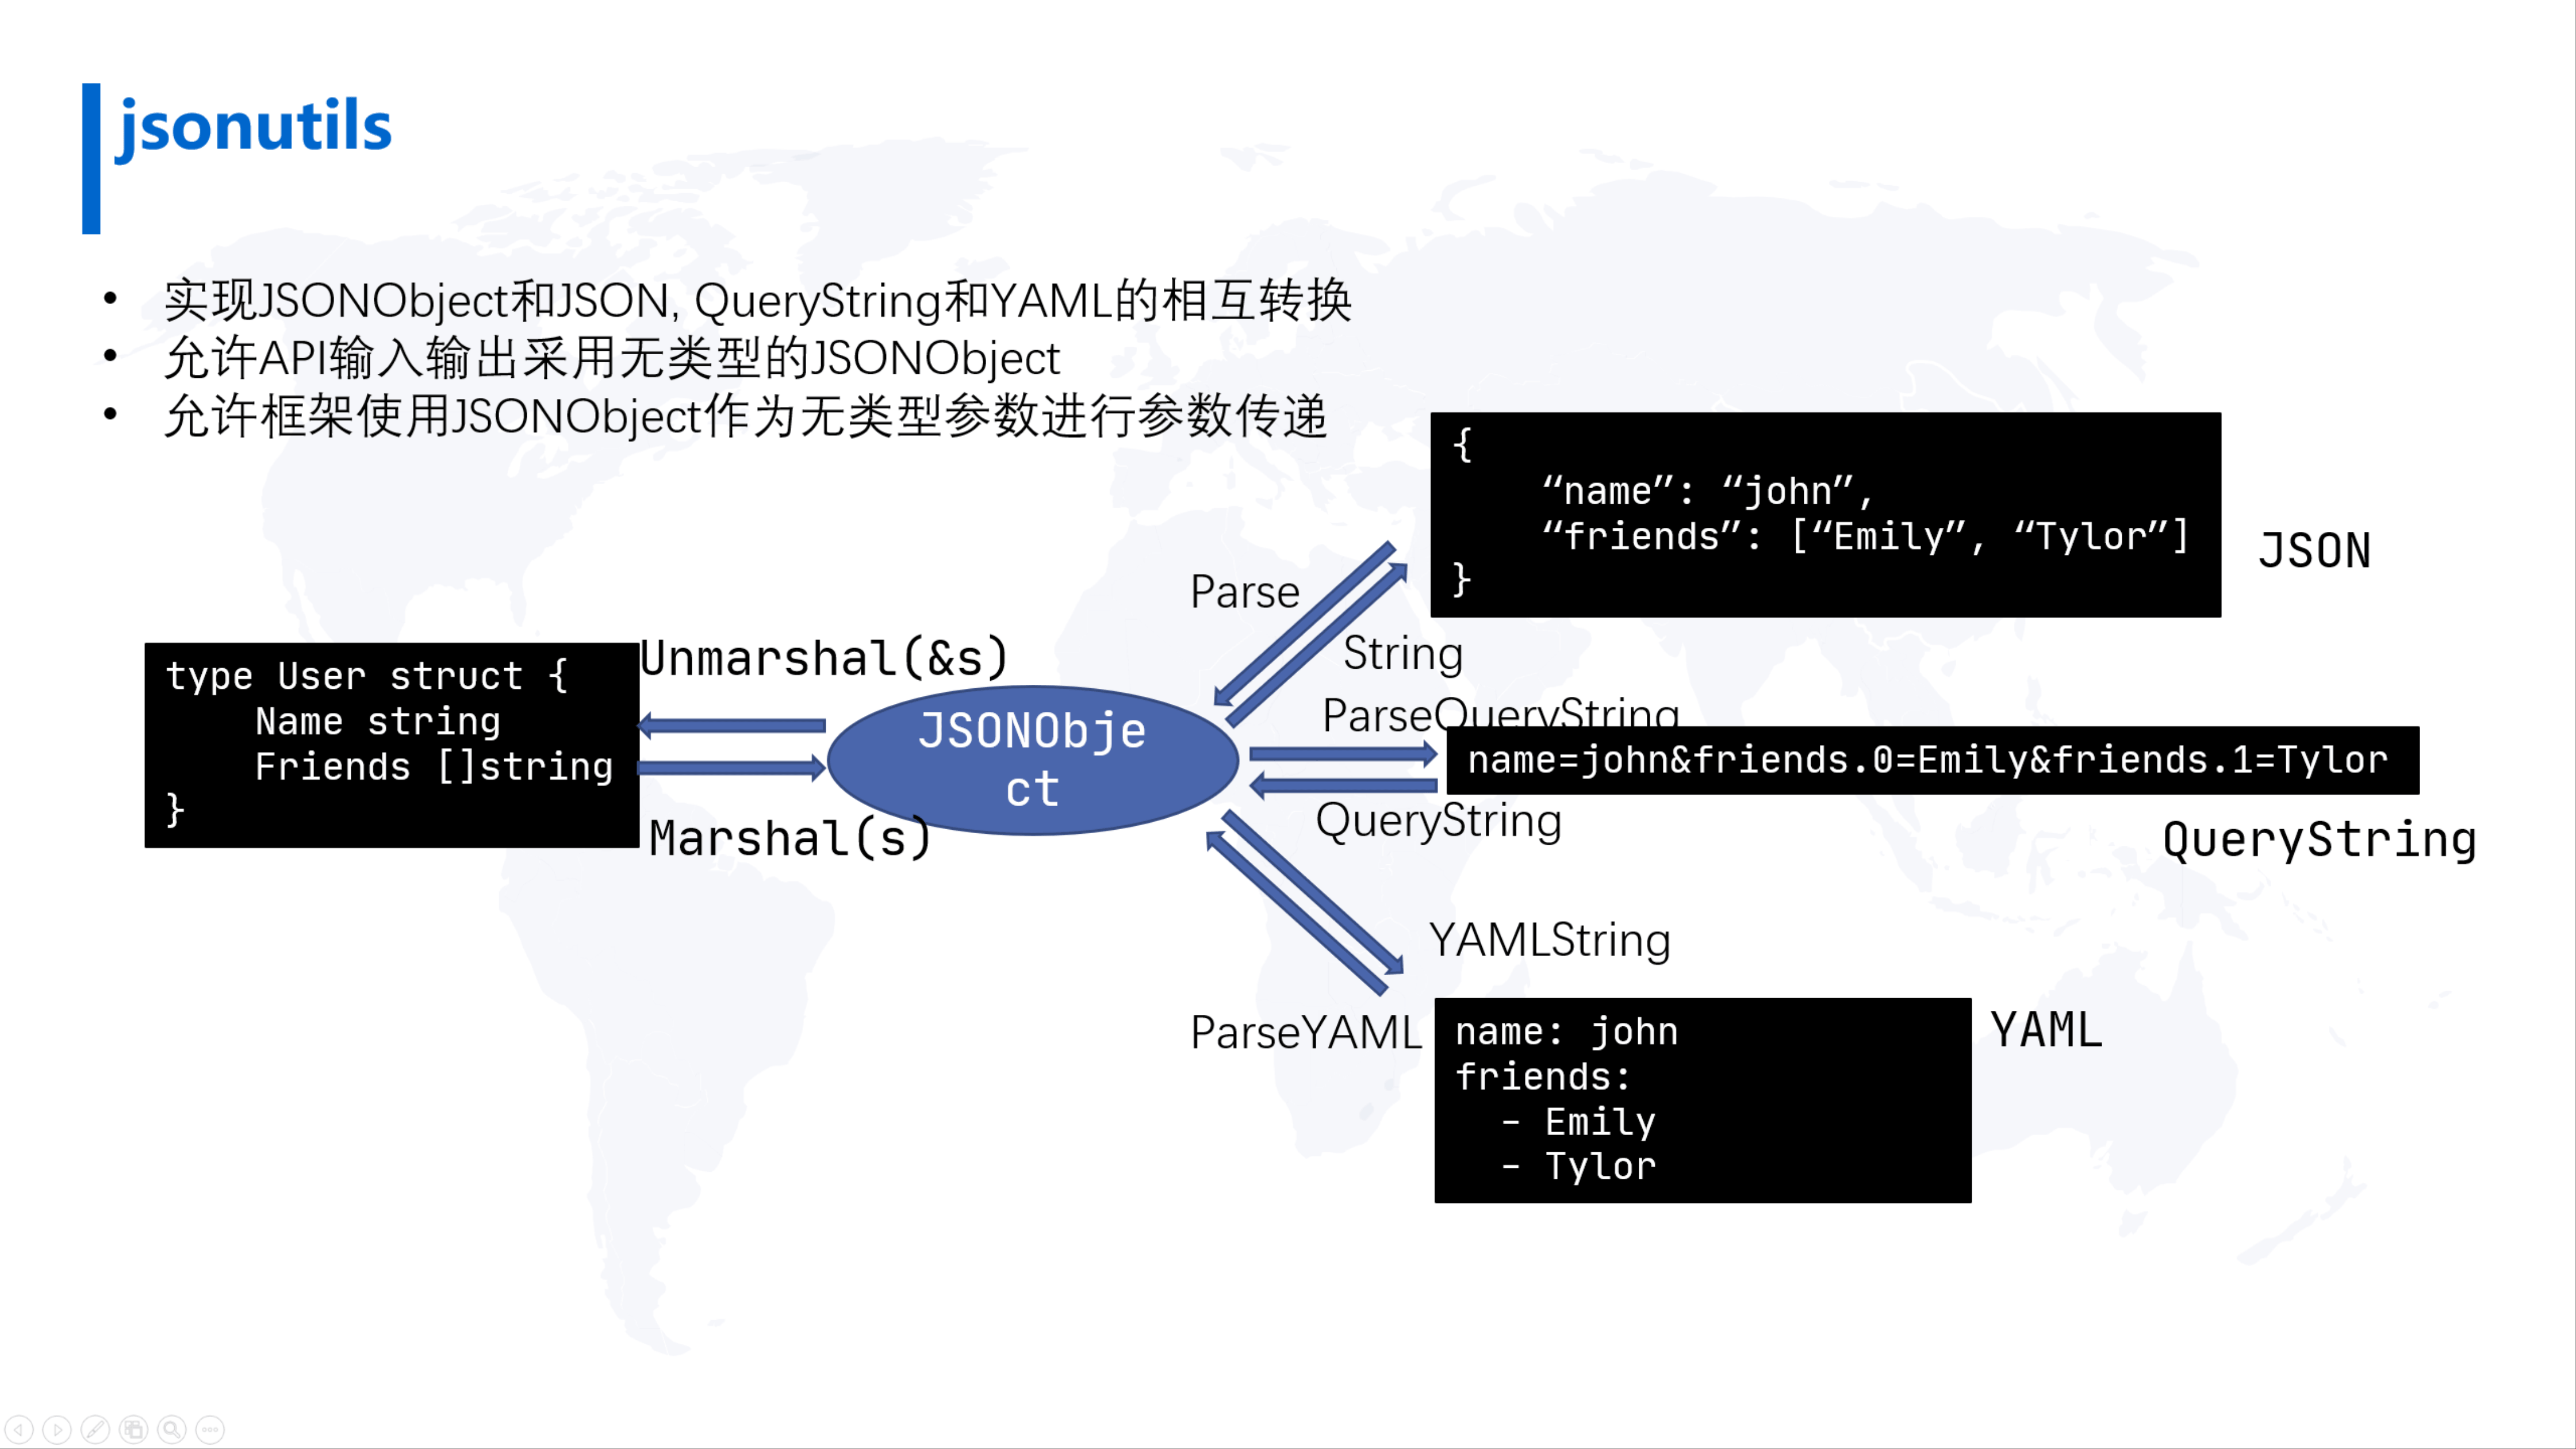 jsonutils
• 实现JSONObject和JSON, QueryString和YAML的相互转换
• 允许API输入输出采用无类型的JSONObject
• 允许框架使用JSONObject作为无类型参数进行参数传递
{
“name”: “john”,
“friends”: [“Emily”, “Tylor”]
}
JSON
Parse
String
type User struct {
Name string
Friends []string
}
Unmarshal(&s)
Marshal(s)
JSONObje
ct
ParseQueryString
name=john&friends.0=Emily&friends.1=Tylor
QueryString
QueryString
YAMLString
ParseYAML
name: john
friends:
- Emily
- Tylor
YAML